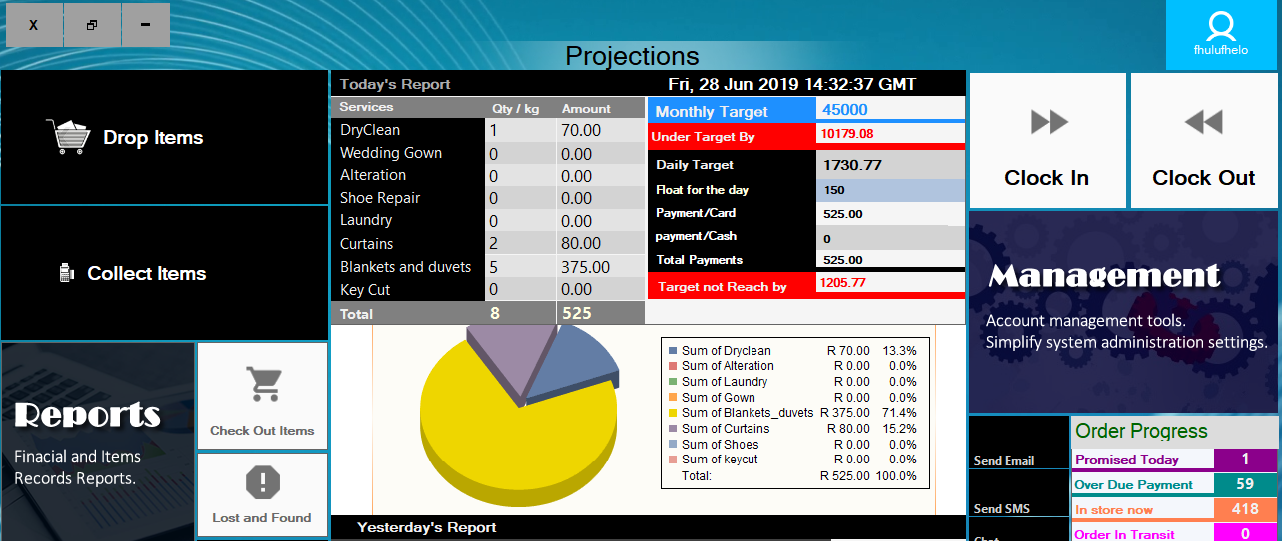 X
fhulufhelo
Projections
Today's Report Fri, 28 Jun 2019 14:32:37 GMT
Services Qty / kg Amount
DryClean 1 70.00
Wedding Gown 0 0.00
Alteration 0 0.00
Shoe Repair 0 0.00
Laundry 0 0.00
Curtains 2 80.00
Blankets and duvets 5 375.00
Key Cut 0 0.00
Total 8 525
Monthly Target 45000
Under Target By 10179.08
Daily Target 1730.77
Float for the day 150
Payment/Card 525.00
payment/Cash 0
Total Payments 525.00
Target not Reach by 1205.77
Drop Items
Collect Items
Reports
Finacial and Items
Records Reports.
Check Out Items
Lost and Found
Sum of Dryclean R 70.00 13.3%
Sum of Alteration R 0.00 0.0%
Sum of Laundry R 0.00 0.0%
Sum of Gown R 0.00 0.0%
Sum of Blankets_duvets R 375.00 71.4%
Sum of Curtains R 80.00 15.2%
Sum of Shoes R 0.00 0.0%
Sum of keycut R 0.00 0.0%
Total: R 525.00 100.0%
Yesterday's Report
Clock In
Clock Out
Management
Account management tools.
Simplify system administration settings.
Send Email
Send SMS
Chat
Order Progress
Promised Today 1
Over Due Payment 59
In store now 418
Order In Transit 0